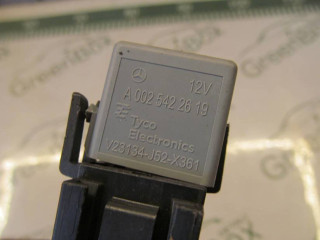 12V
A 002 542 26 19
Tyco
Electronics
V23134-J52-X361